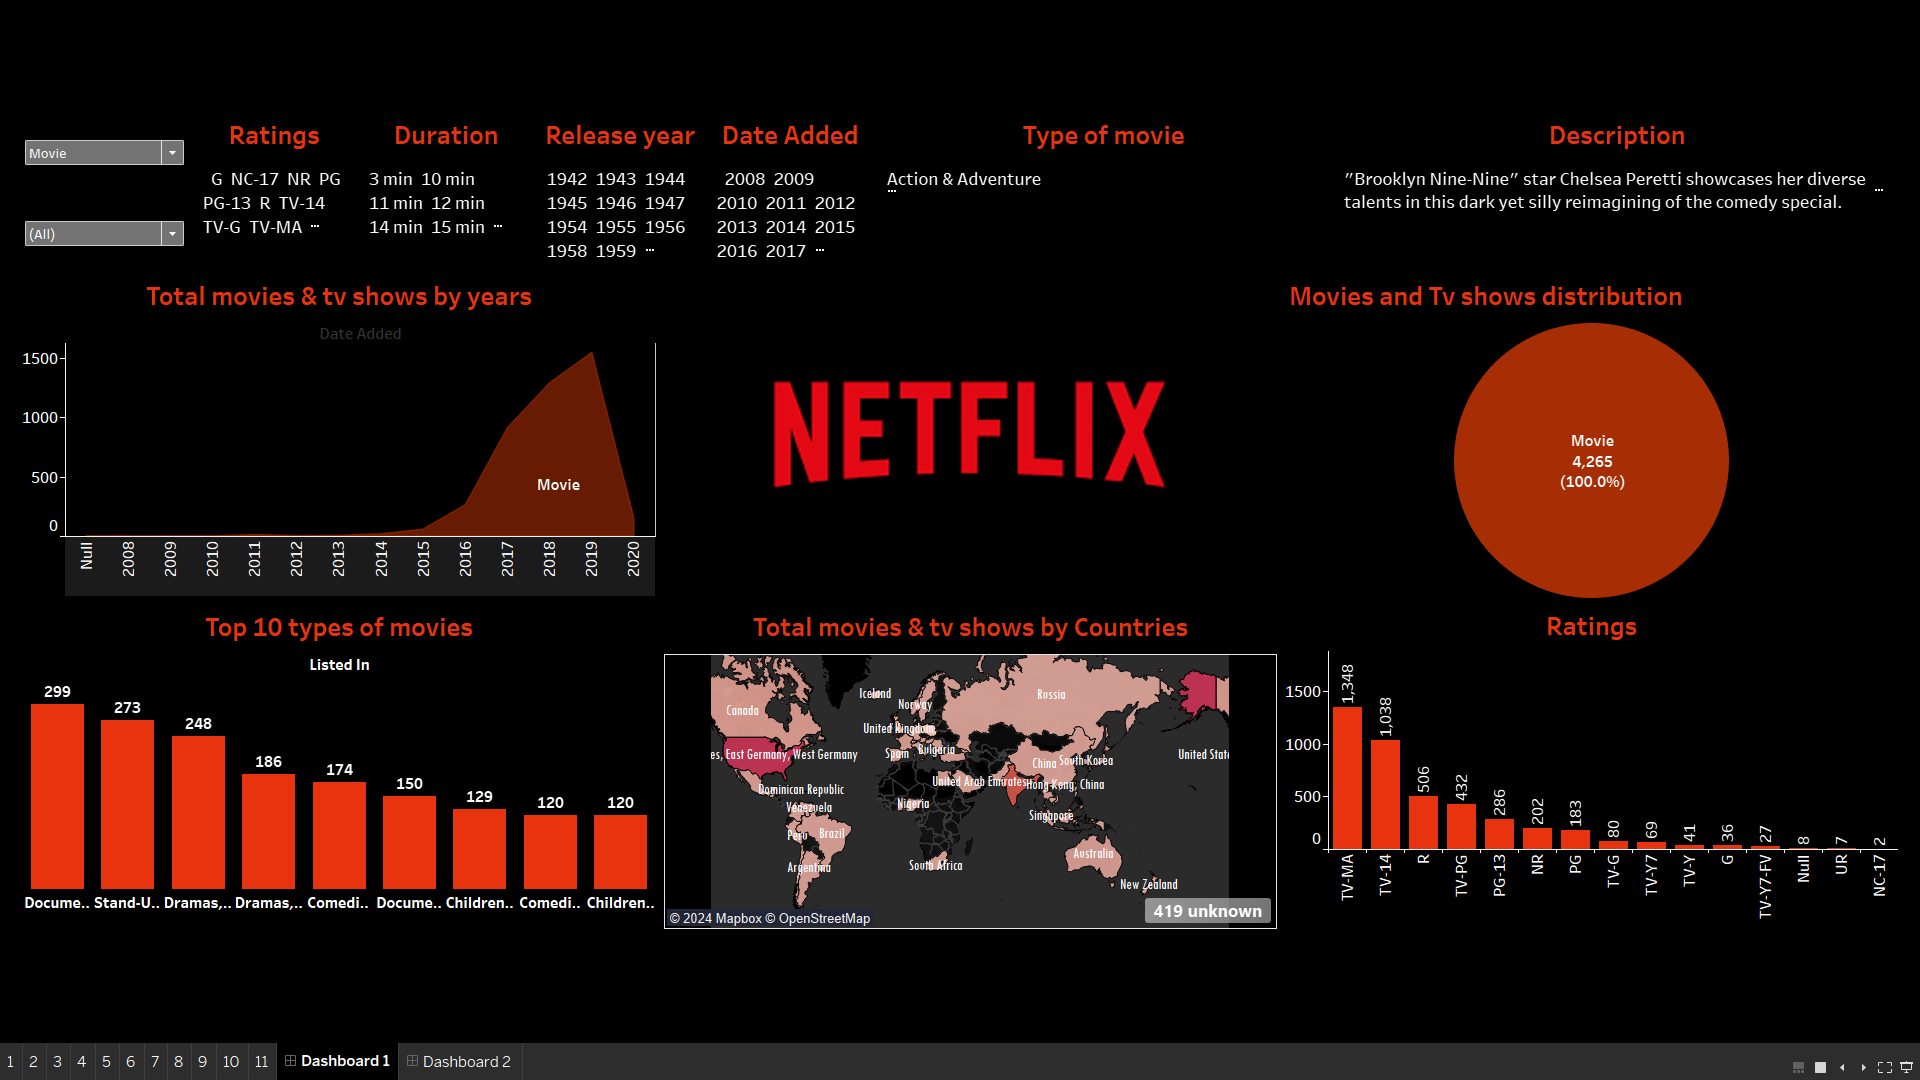 Ratings
Duration
Release year
Date Added
Type of movie
Description
Movie
(All)
G NC-17 NR PG
PG-13 R TV-14
TV-G TV-MA ...
3 min 10 min
11 min 12 min
14 min 15 min ...
1942 1943 1944
1945 1946 1947
1954 1955 1956
1958 1959 ...
2008 2009
2010 2011 2012
2013 2014 2015
2016 2017 ...
Action & Adventure
...
"Brooklyn Nine-Nine" star Chelsea Peretti showcases her diverse
talents in this dark yet silly reimagining of the comedy special.
...
Total movies & tv shows by years
Date Added
1500
1000
500
0
Movie
Null
2008
2009
2010
2011
2012
2013
2014
2015
2016
2017
2018
2019
2020
NETFLIX
Movies and Tv shows distribution
Movie
4,265
(100.0%)
Top 10 types of movies
Listed In
299
273
248
186
174
150
129
120
120
Docume..
Stand-U..
Dramas,..
Dramas,..
Comedi..
Docume..
Children..
Comedi..
Children..
Total movies & tv shows by Countries
Iceland
Russia
Canada
Norway
United Kingdom
Spain
Bulgaria
es, East Germany, West Germany
United State
China
South Korea
United Arab Emirates
Hong Kong, China
Dominican Republic
Venezuela
Nigeria
Singapore
Peru
Brazil
Australia
Argentina
South Africa
New Zealand
© 2024 Mapbox © OpenStreetMap
419 unknown
Ratings
1500
1000
500
0
1,348
1,038
506
432
286
202
183
80
69
41
36
27
8
7
2
TV-MA
TV-14
R
TV-PG
PG-13
NR
PG
TV-G
TV-Y7
TV-Y
G
TV-Y7-FV
Null
UR
NC-17
1 2 3 4 5 6 7 8 9 10 11 Dashboard 1 Dashboard 2